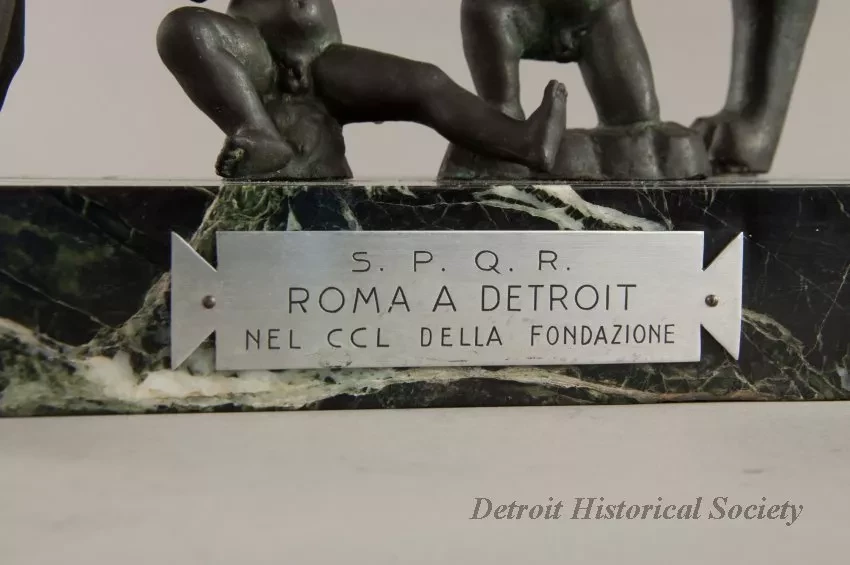 S. P. Q. R.
ROMA A DETROIT
NEL CCL DELLA FONDAZIONE
Detroit Historical Society